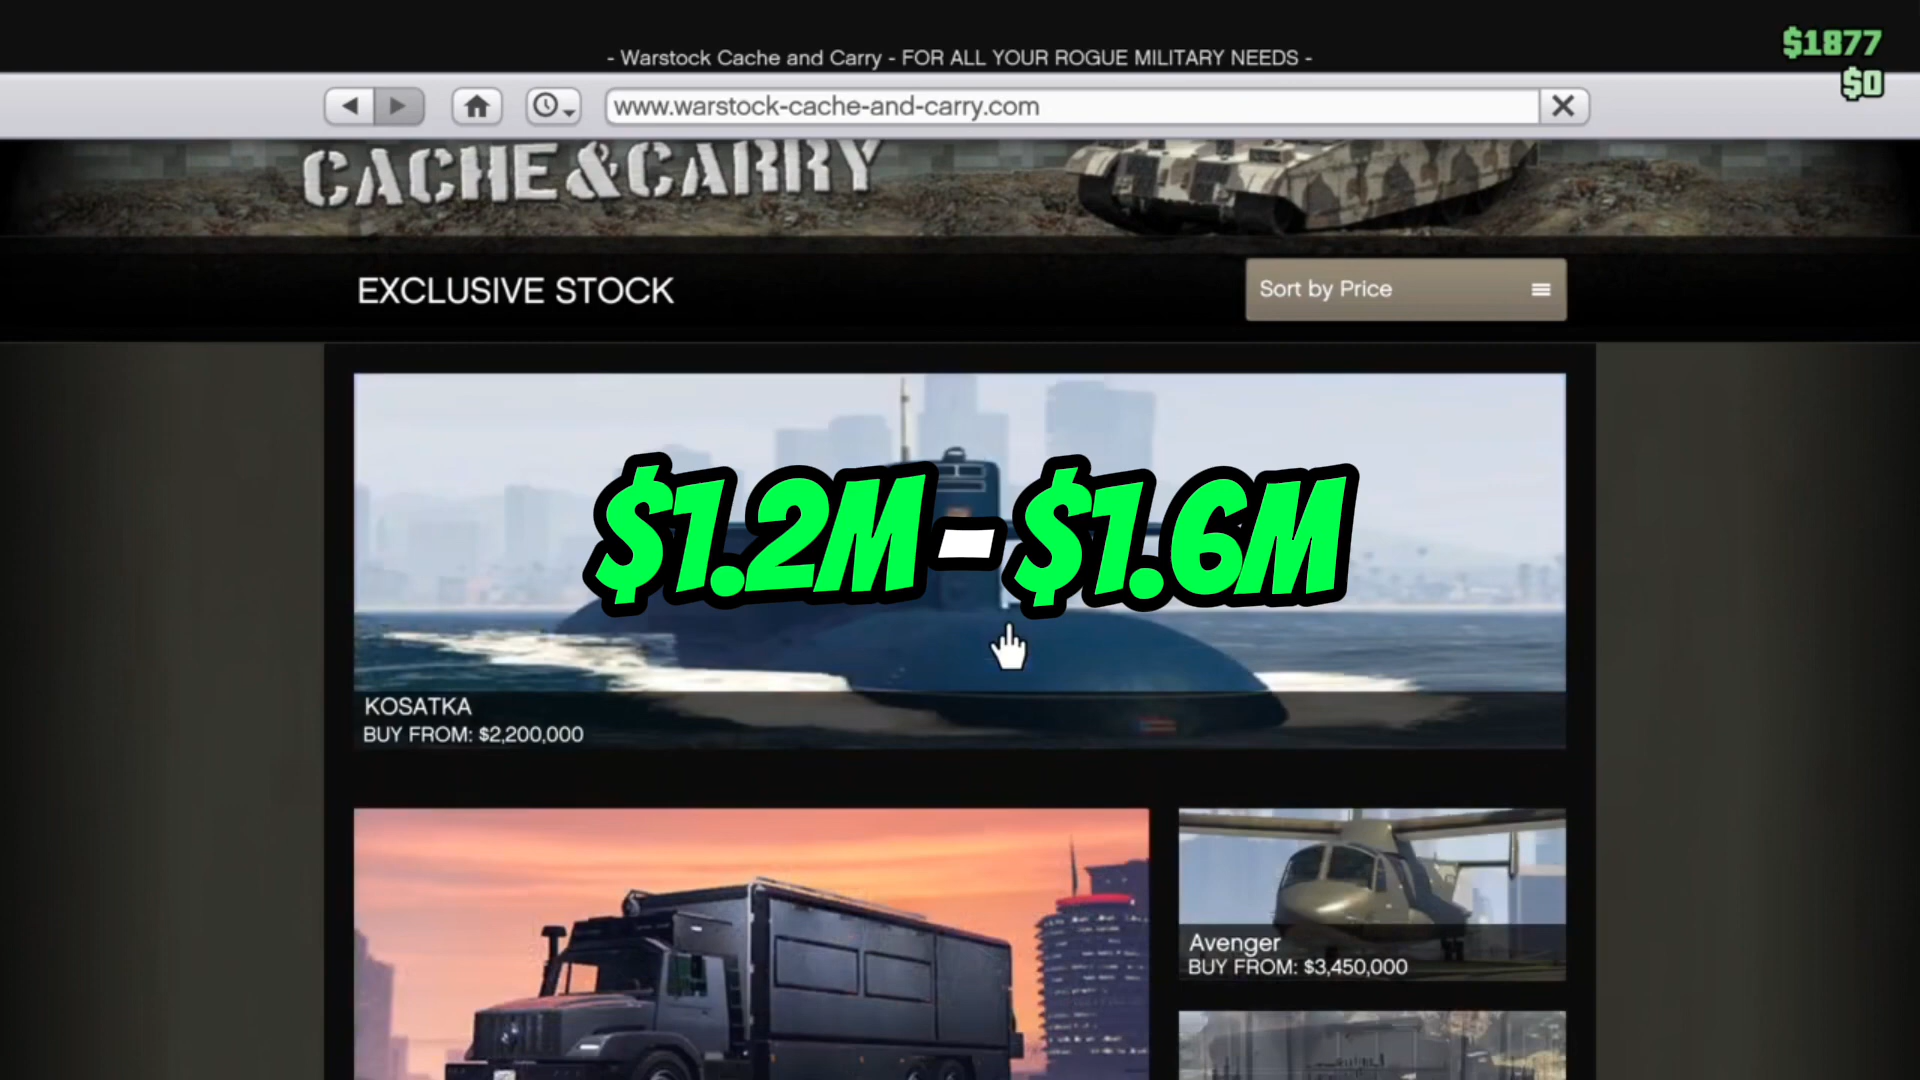 - Warstock Cache and Carry - FOR ALL YOUR ROGUE MILITARY NEEDS -
$1877
$0
www.warstock-cache-and-carry.com
CACHE&CARRY
EXCLUSIVE STOCK
Sort by Price
$1.2M-$1.6M
KOSATKA
BUY FROM: $2,200,000
Avenger
BUY FROM: $3,450,000